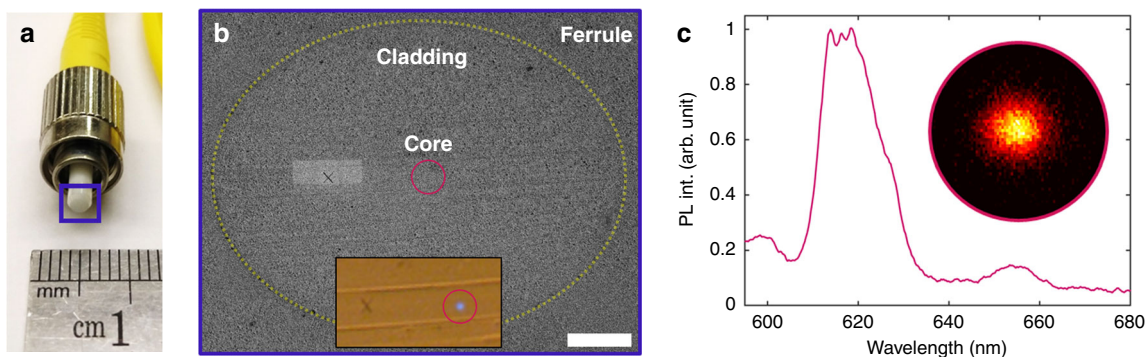 a
mm
cm 1
b
Ferrule
Cladding
Core
c
PL int. (arb. unit)
1
0.8
0.6
0.4
0.2
0
600
620
640
660
680
Wavelength (nm)